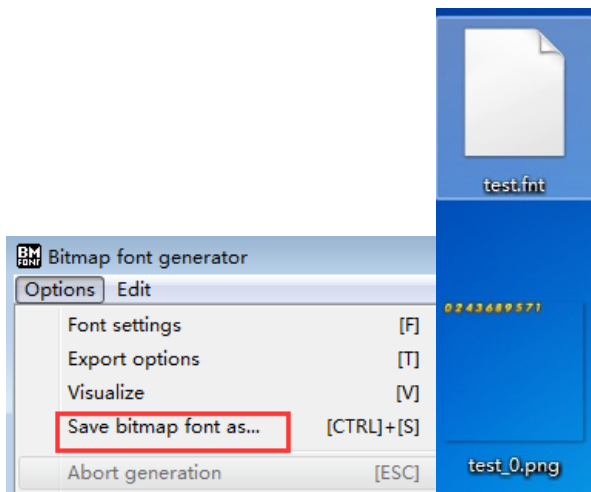 test.fnt
BM
FONT
Bitmap font generator
Options Edit
Font settings [F]
Export options [T]
Visualize [V]
Save bitmap font as... [CTRL]+[S]
Abort generation [ESC]
0243689571
test_0.png